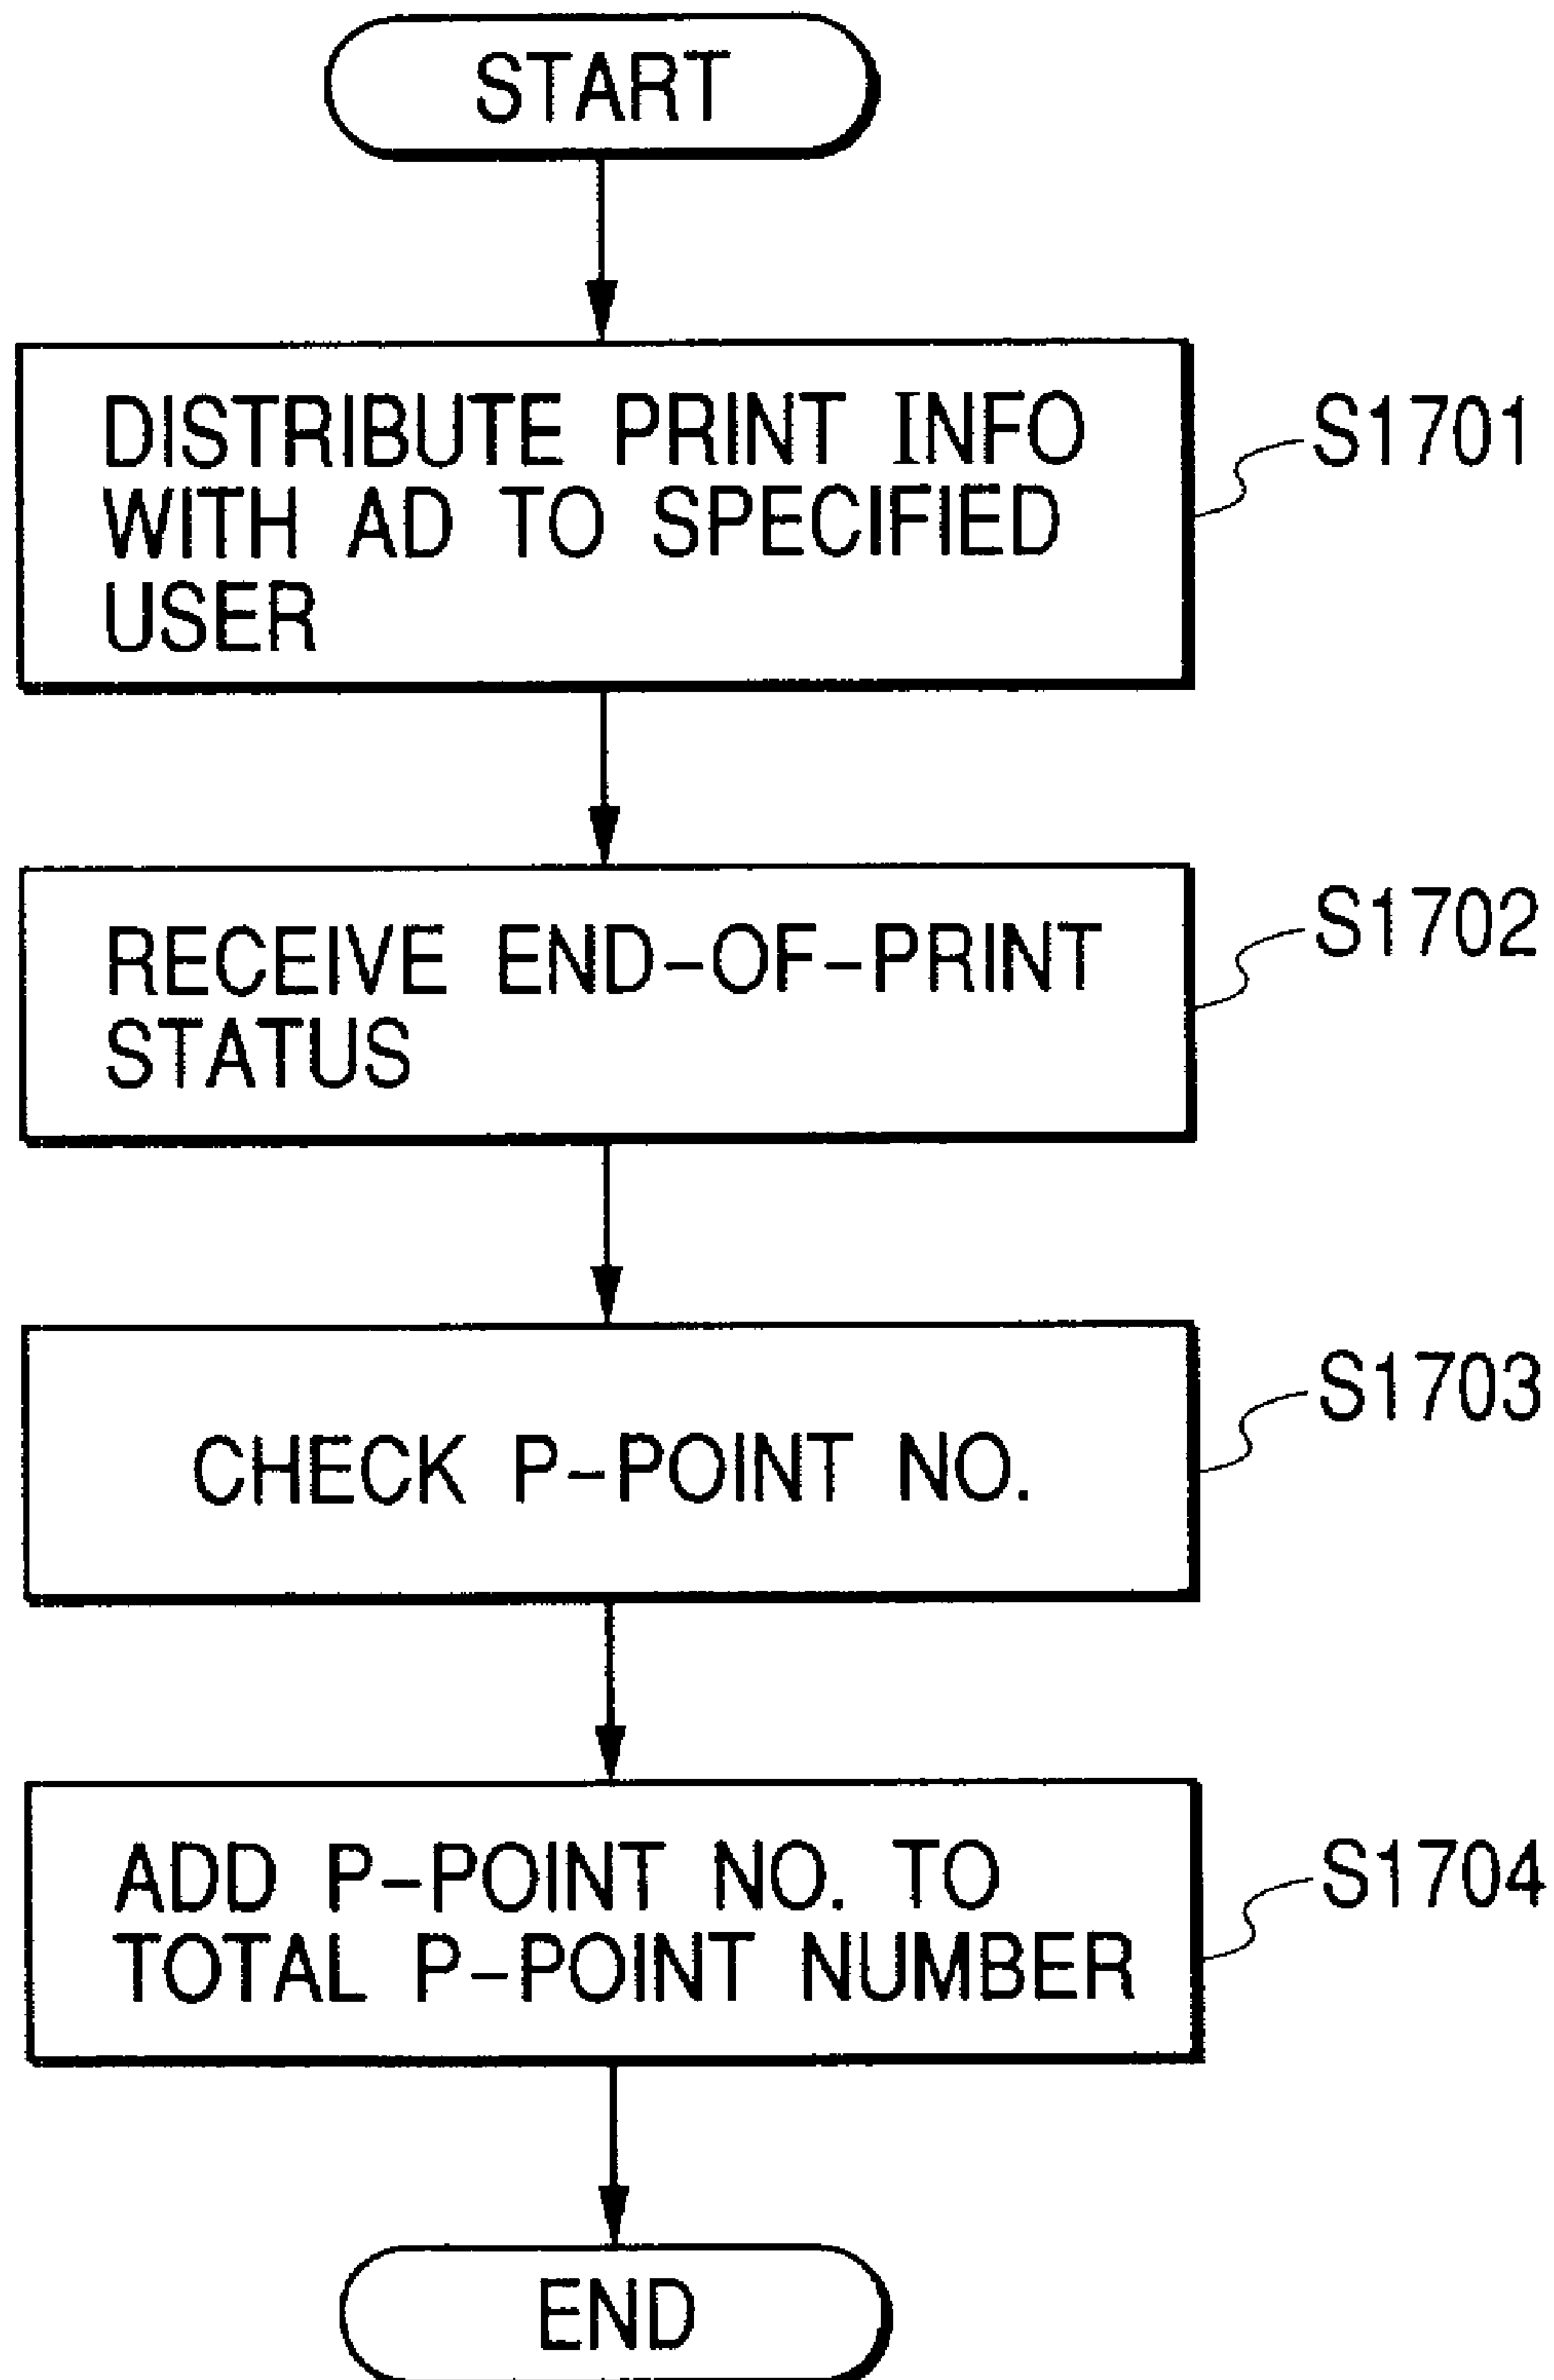 START
DISTRIBUTE PRINT INFO
WITH AD TO SPECIFIED
USER
S1701
RECEIVE END-OF-PRINT
STATUS
S1702
CHECK P-POINT NO.
S1703
ADD P-POINT NO. TO
TOTAL P-POINT NUMBER
S1704
END